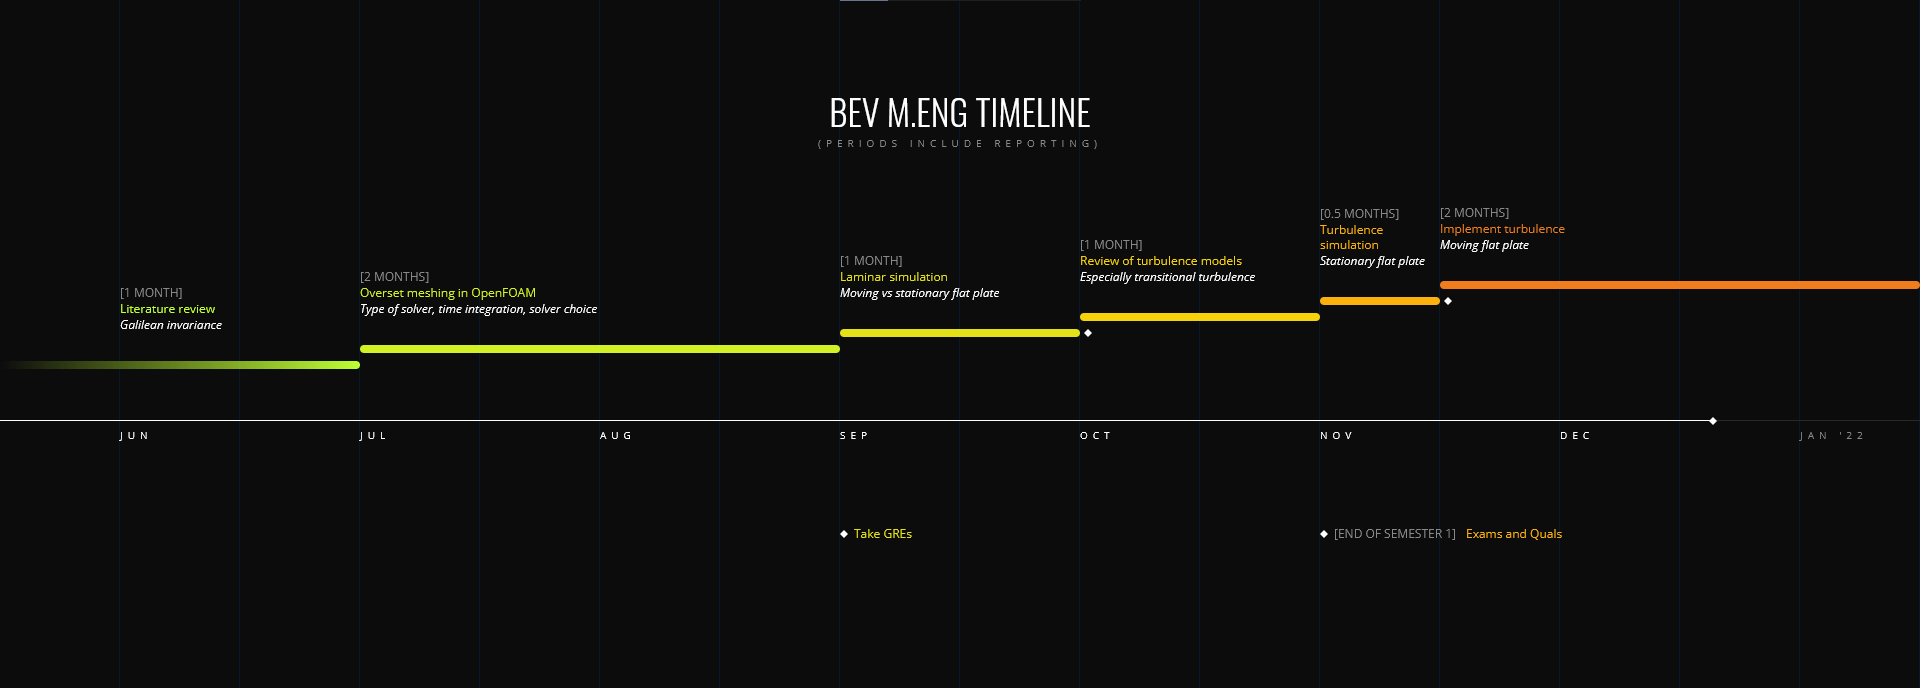 BEV M.ENG TIMELINE
(PERIODS INCLUDE REPORTING)
[1 MONTH]
Literature review
Galilean invariance
[2 MONTHS]
Overset meshing in OpenFOAM
Type of solver, time integration, solver choice
[1 MONTH]
Laminar simulation
Moving vs stationary flat plate
[1 MONTH]
Review of turbulence models
Especially transitional turbulence
[0.5 MONTHS]
Turbulence
simulation
Stationary flat plate
[2 MONTHS]
Implement turbulence
Moving flat plate
JUN JUL AUG SEP OCT NOV DEC JAN '22
Take GREs
[END OF SEMESTER 1] Exams and Quals